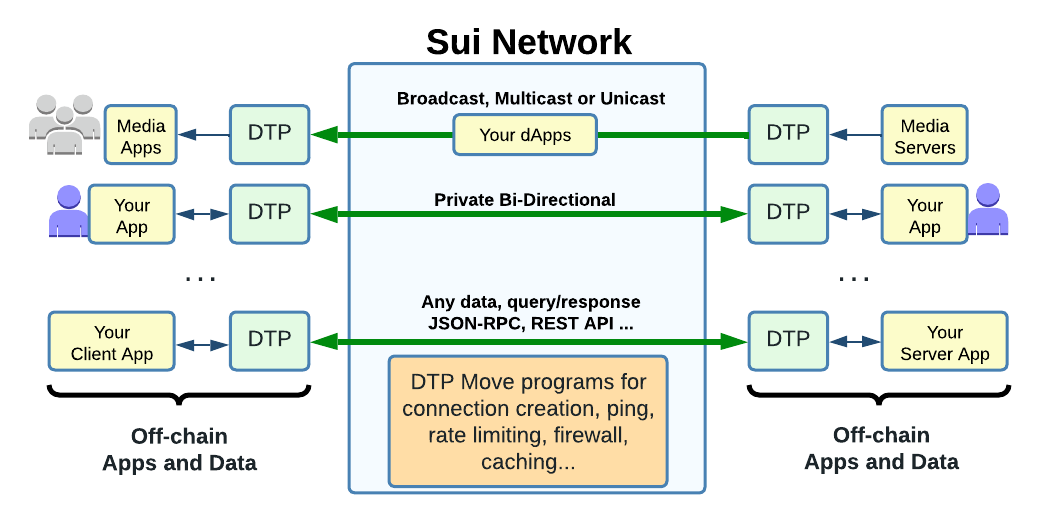 Sui Network
Broadcast, Multicast or Unicast
Media
Apps
DTP
Your dApps
DTP
Media
Servers
Private Bi-Directional
Your
App
DTP
DTP
Your
App
...
...
Any data, query/response
JSON-RPC, REST API ...
Your
Client App
DTP
DTP
Your
Server App
DTP Move programs for
connection creation, ping,
rate limiting, firewall,
caching...
Off-chain
Apps and Data
Off-chain
Apps and Data